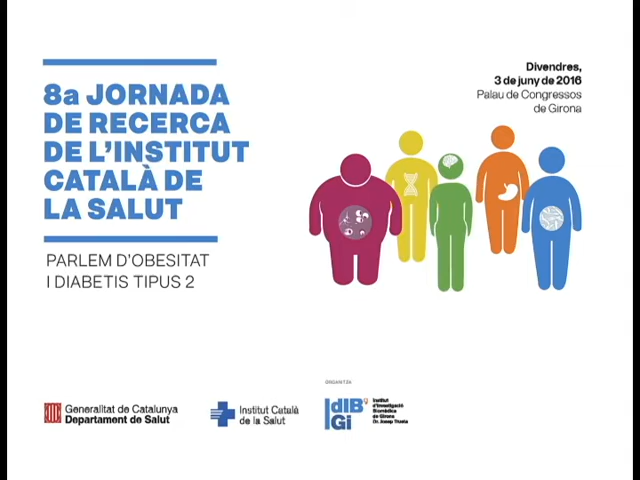 8a JORNADA
DE RECERCA
DE L'INSTITUT
CATALÀ DE
LA SALUT
PARLEM D'OBESITAT
I DIABETIS TIPUS 2
Divendres,
3 de juny de 2016
Palau de Congressos
de Girona
ORGANITZA
Generalitat de Catalunya
Departament de Salut
Institut Català
de la Salut
IdIB
Gi
Institut
d'Investigació
Biomèdica
de Girona
Dr. Josep Trueta